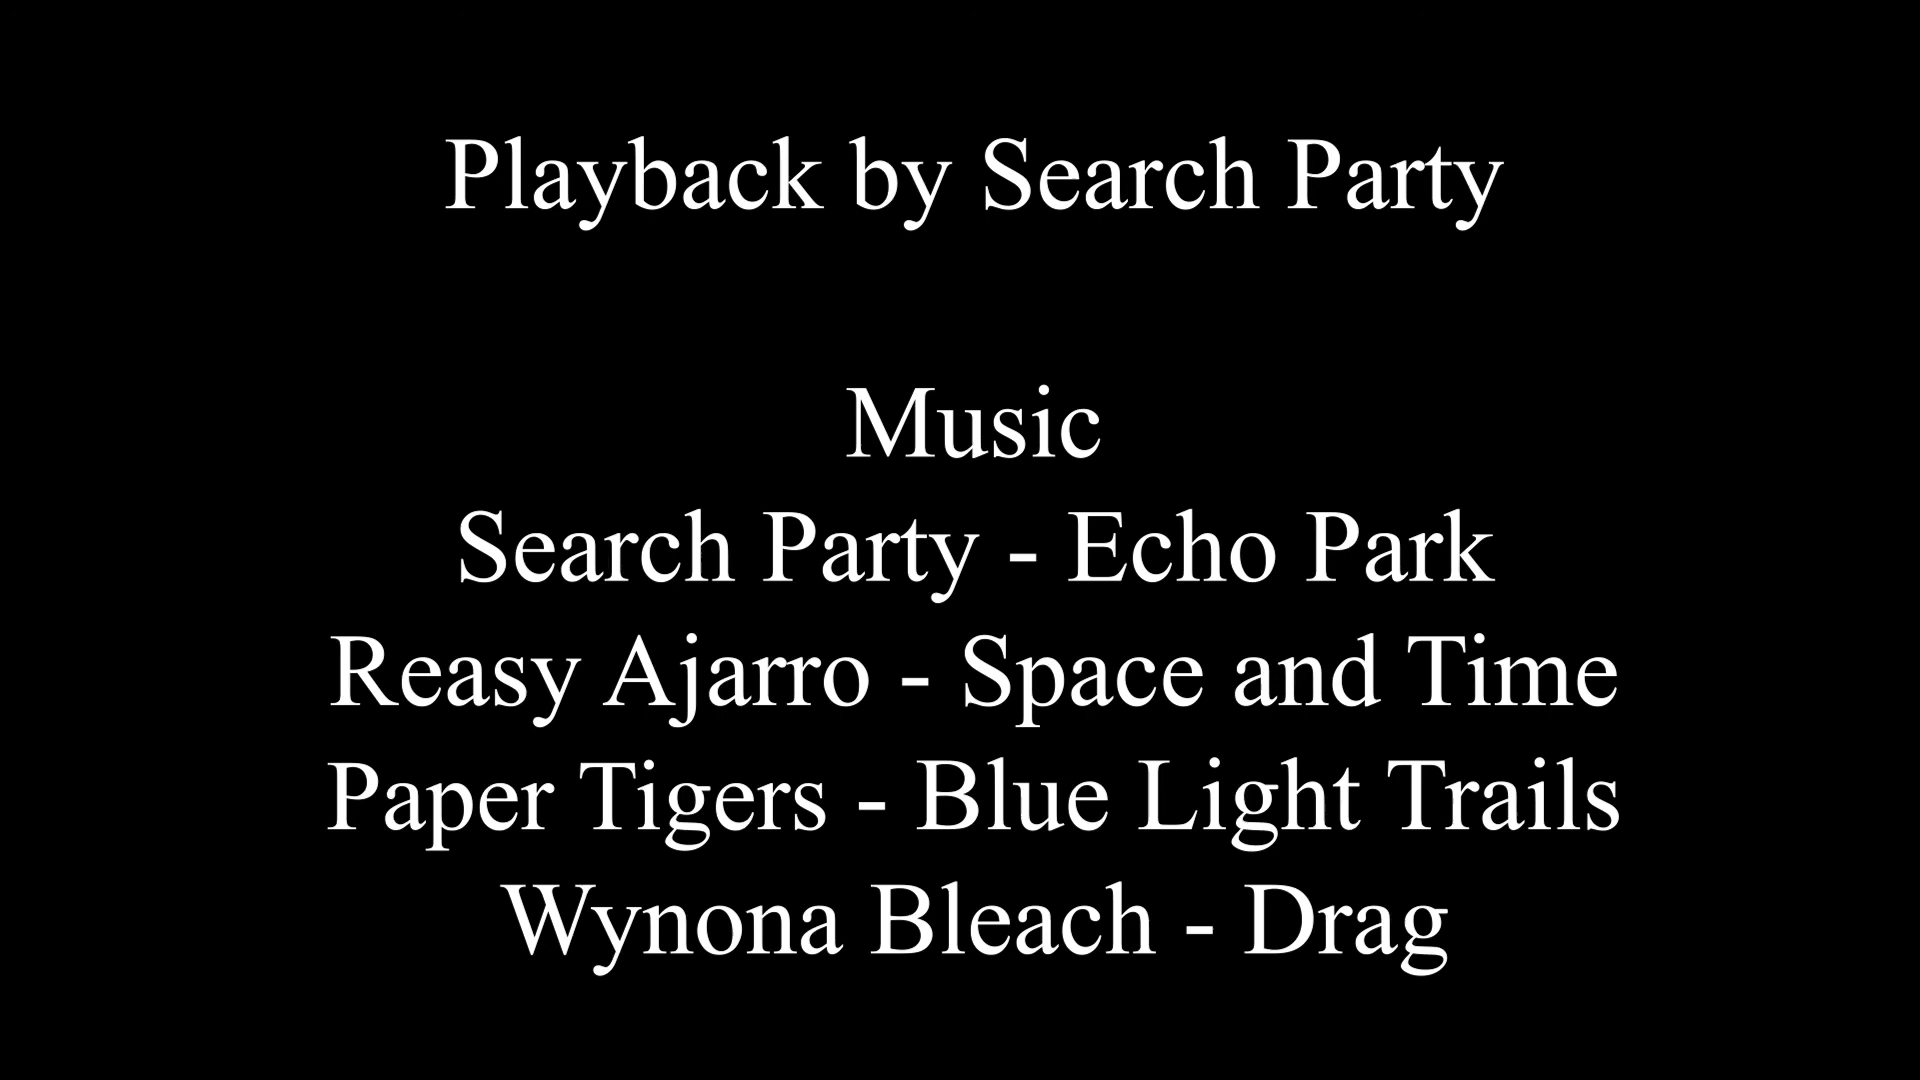 Playback by Search Party
Music
Search Party - Echo Park
Reasy Ajarro - Space and Time
Paper Tigers - Blue Light Trails
Wynona Bleach - Drag